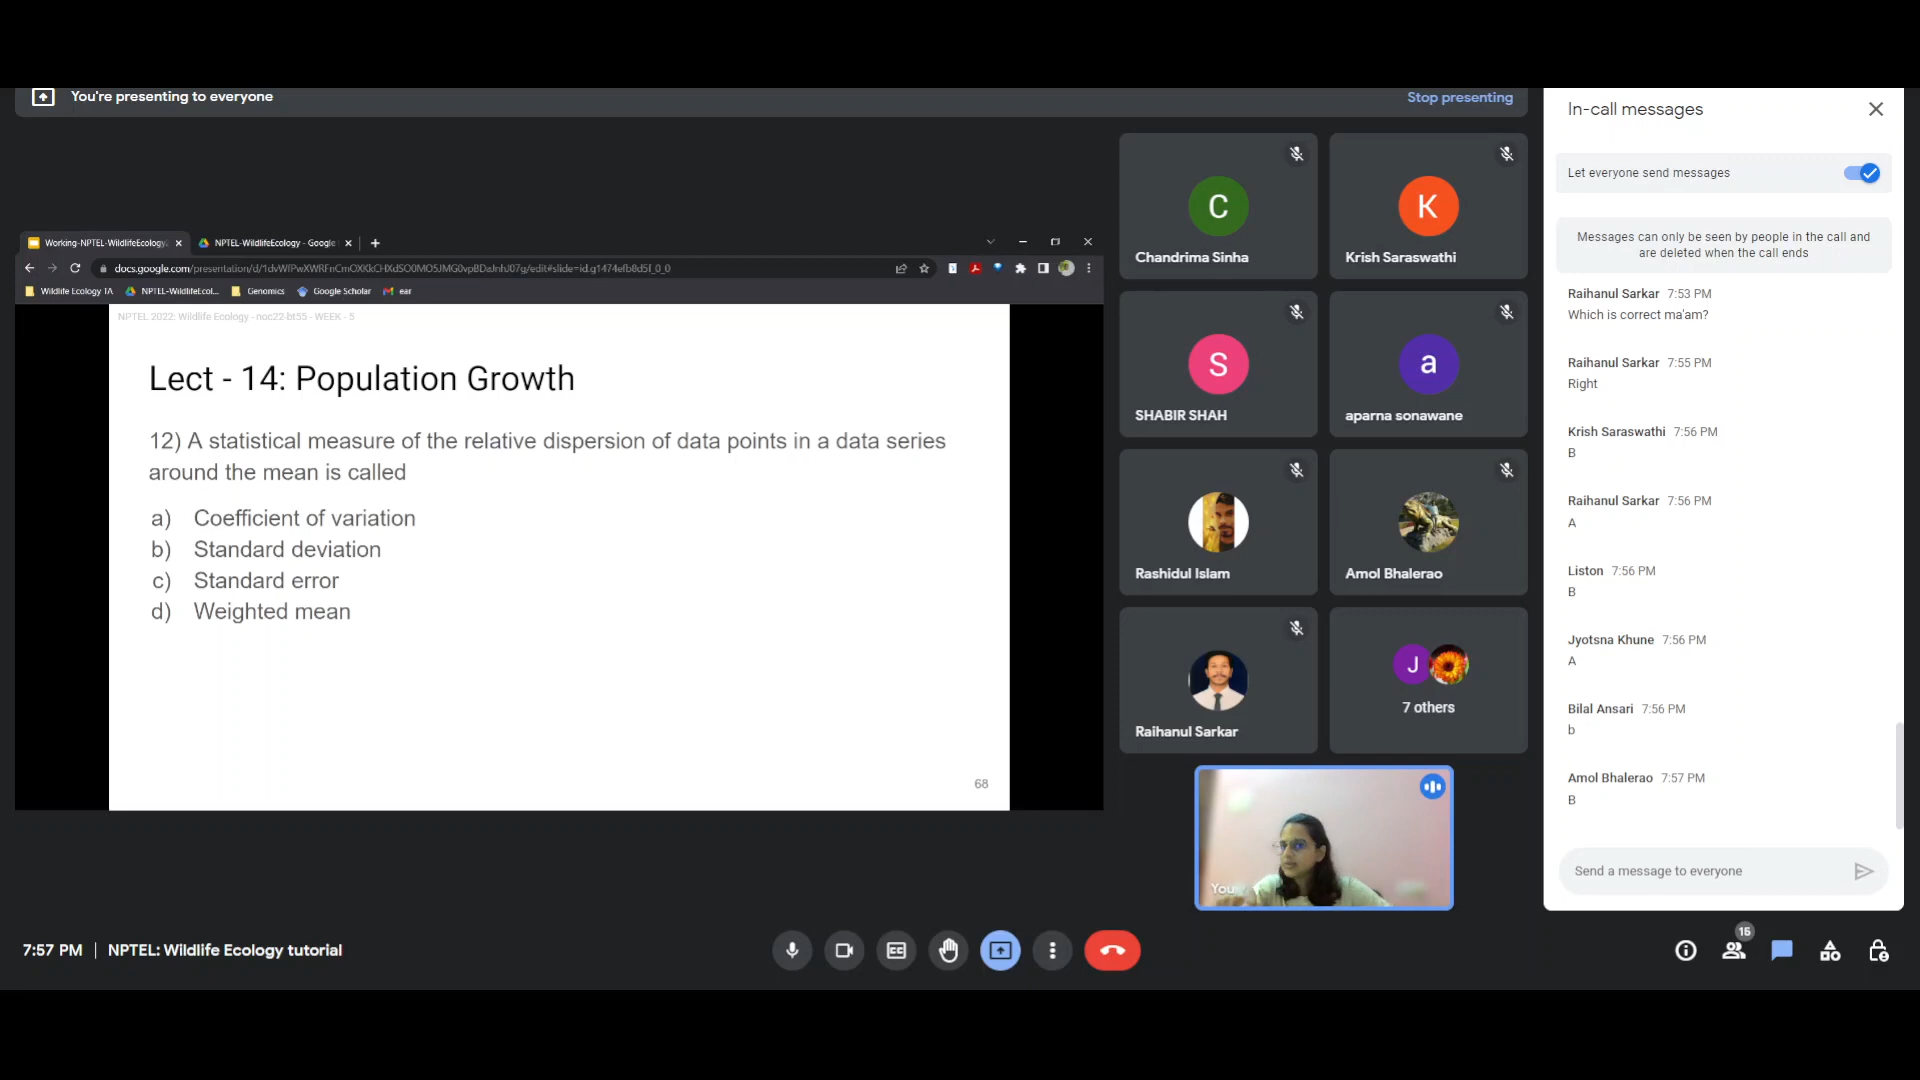 You're presenting to everyone
Stop presenting
Working-NPTEL-WildlifeEcology
NPTEL-WildlifeEcology - Google
Wildlife Ecology TA
NPTEL-WildlifeEcol...
Genomics
Google Scholar
ear
NPTEL 2022: Wildlife Ecology - noc22-bt55 - WEEK - 5
Lect - 14: Population Growth
12) A statistical measure of the relative dispersion of data points in a data series
around the mean is called
a) Coefficient of variation
b) Standard deviation
c) Standard error
d) Weighted mean
68
C
Chandrima Sinha
K
Krish Saraswathi
S
SHABIR SHAH
a
aparna sonawane
Rashidul Islam
Amol Bhalerao
Raihanul Sarkar
J
7 others
You
In-call messages
Let everyone send messages
Messages can only be seen by people in the call and
are deleted when the call ends
Raihanul Sarkar 7:53 PM
Which is correct ma'am?
Raihanul Sarkar 7:55 PM
Right
Krish Saraswathi 7:56 PM
B
Raihanul Sarkar 7:56 PM
A
Liston 7:56 PM
B
Jyotsna Khune 7:56 PM
A
Bilal Ansari 7:56 PM
b
Amol Bhalerao 7:57 PM
B
Send a message to everyone
7:57 PM | NPTEL: Wildlife Ecology tutorial
15